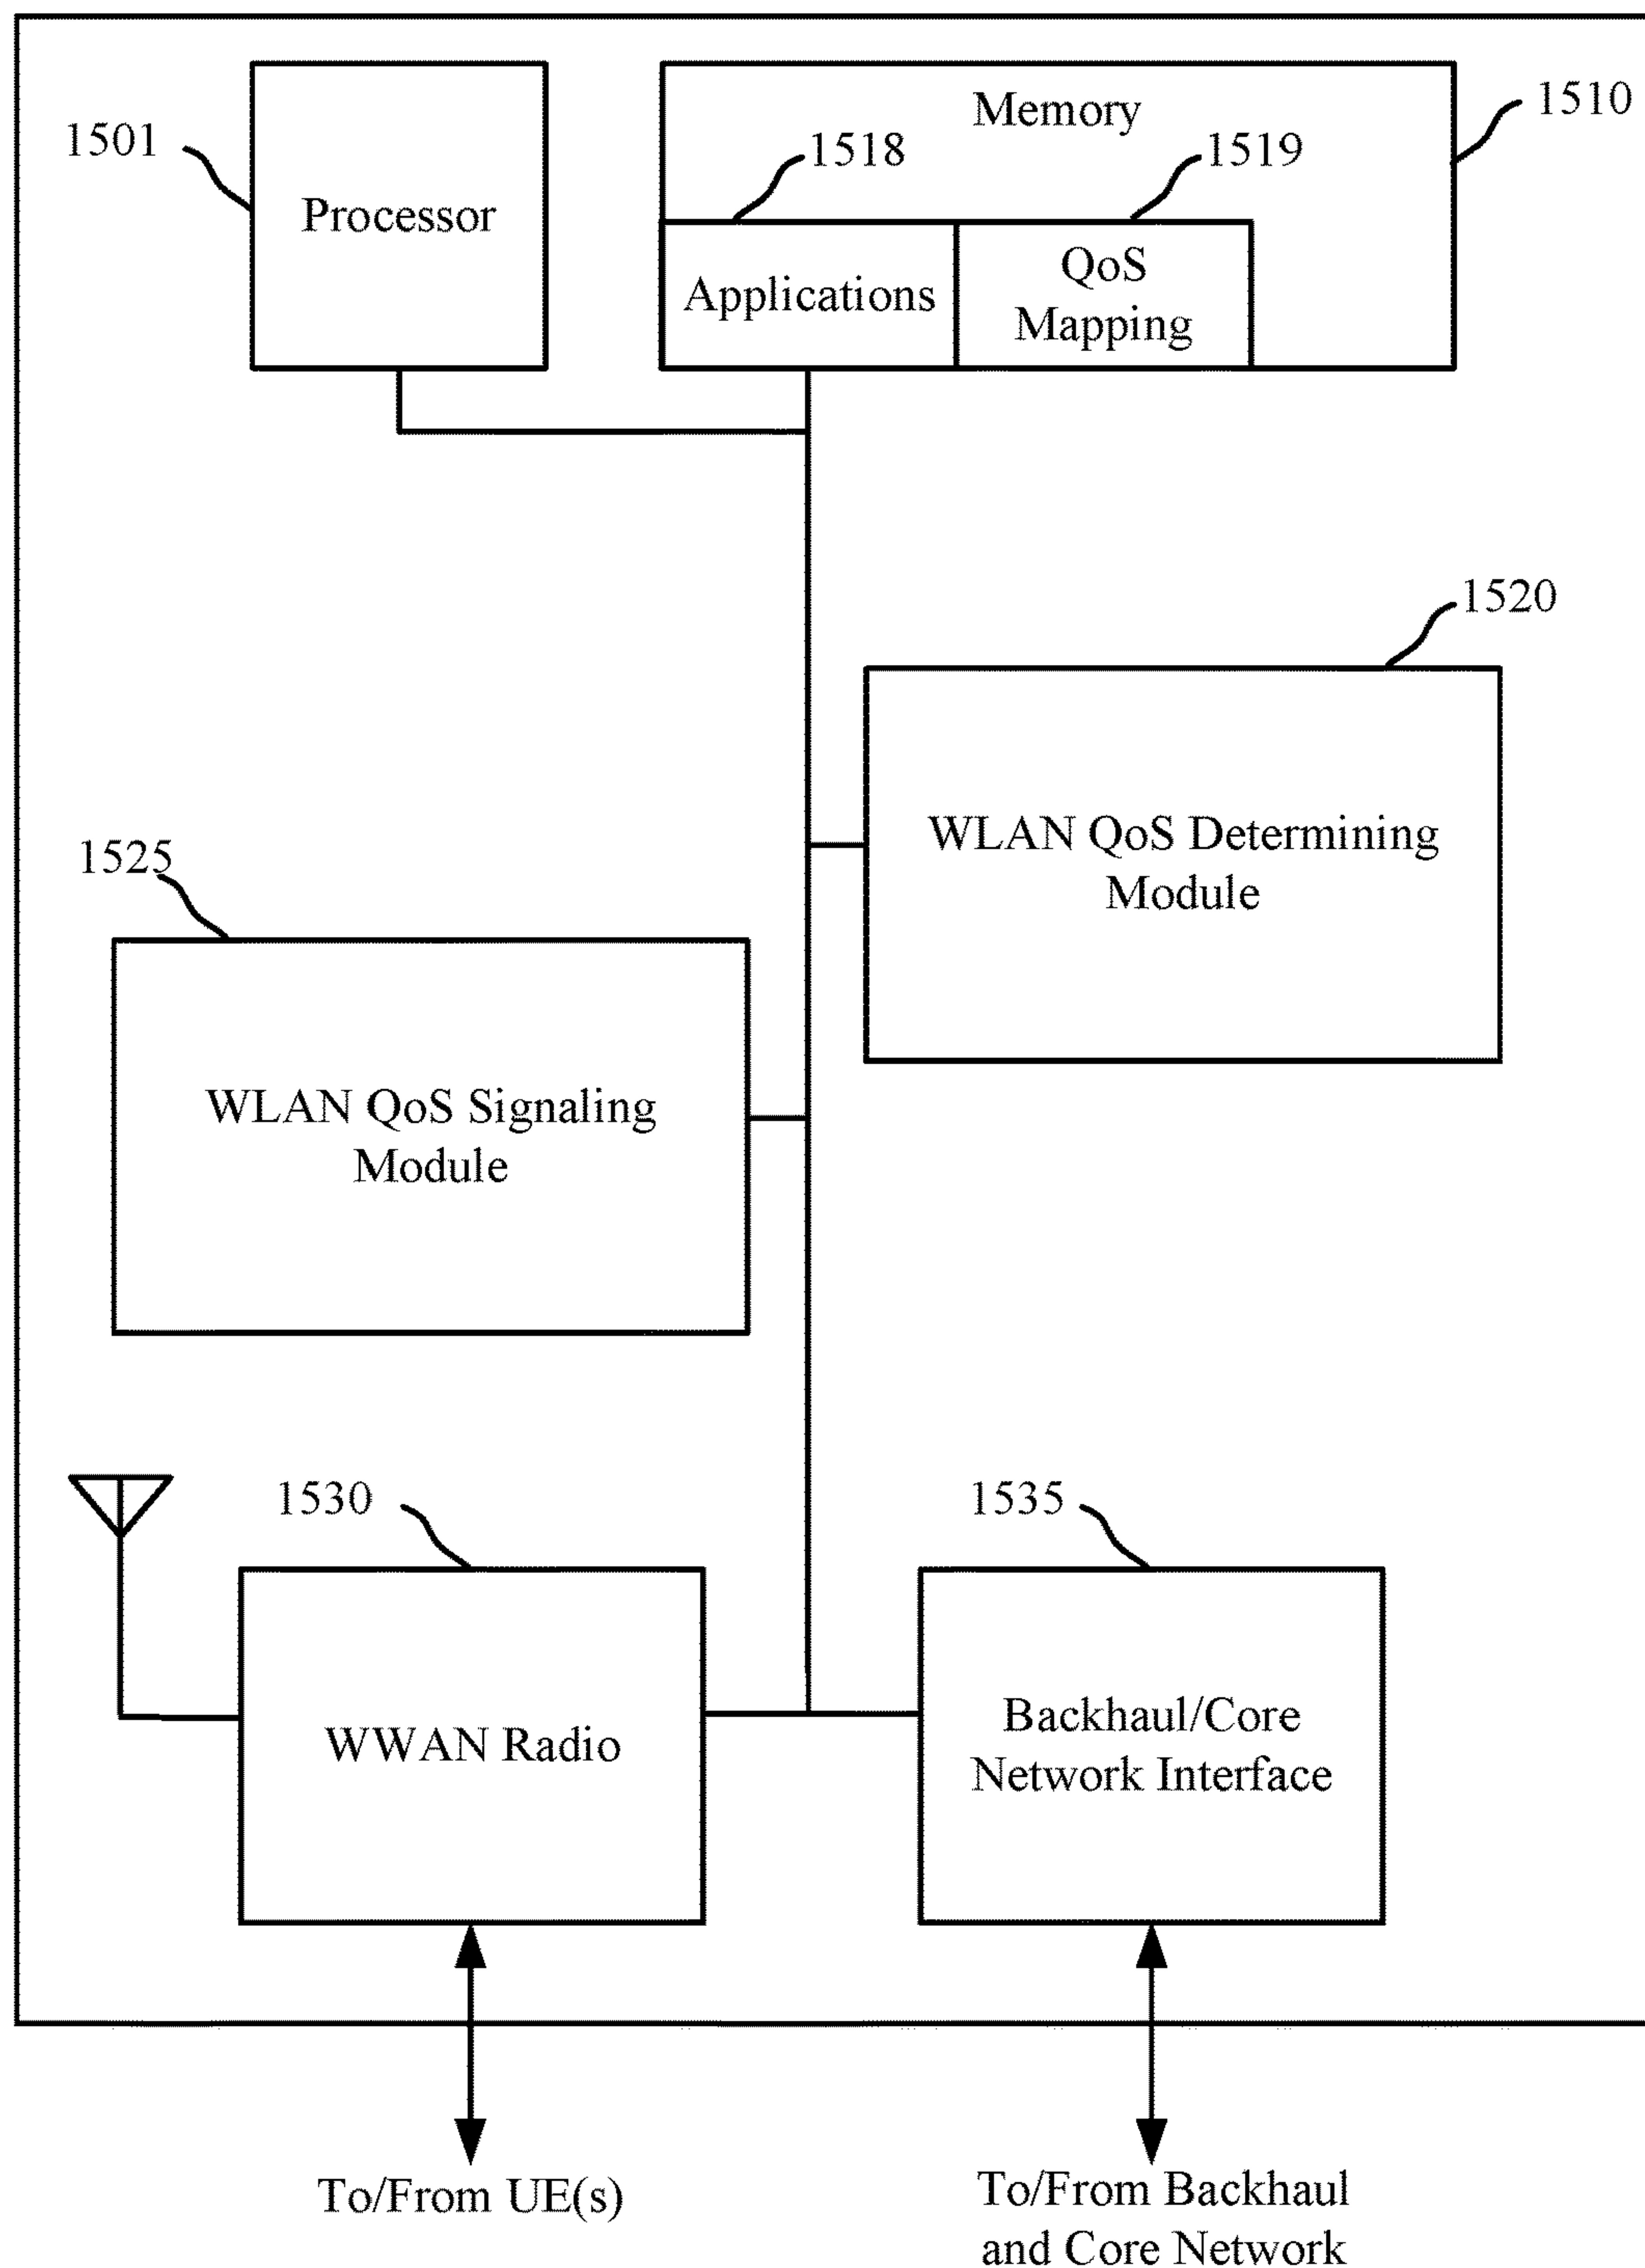 1501
Processor
Memory
1510
1518
1519
Applications
QoS
Mapping
1520
WLAN QoS Determining
Module
1525
WLAN QoS Signaling
Module
1530
WWAN Radio
1535
Backhaul/Core
Network Interface
To/From UE(s)
To/From Backhaul
and Core Network